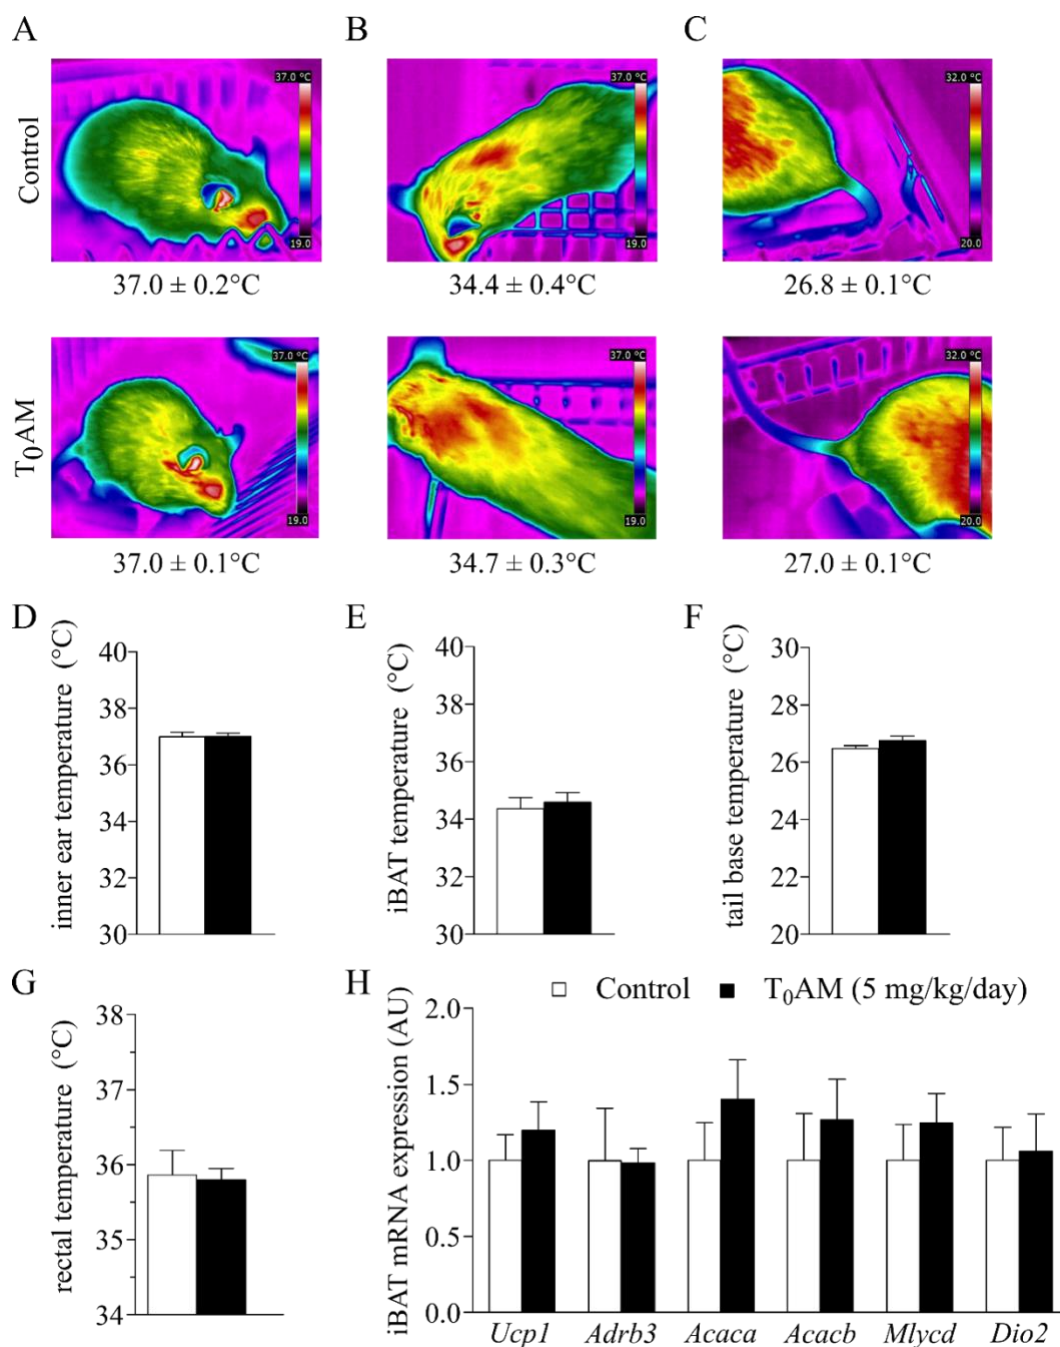 A
B
C
Control
37.0 °C
19.0
37.0 °C
19.0
32.0 °C
20.0
37.0 ± 0.2°C
34.4 ± 0.4°C
26.8 ± 0.1°C
T₀AM
37.0 °C
19.0
37.0 °C
19.0
32.0 °C
20.0
37.0 ± 0.1°C
34.7 ± 0.3°C
27.0 ± 0.1°C
D
inner ear temperature (°C)
40
38
36
34
32
30
E
iBAT temperature (°C)
40
38
36
34
32
30
F
tail base temperature (°C)
30
28
26
24
22
20
G
rectal temperature (°C)
38
37
36
35
34
H
Control
T₀AM (5 mg/kg/day)
iBAT mRNA expression (AU)
2.0
1.5
1.0
0.5
0.0
Ucp1 Adrb3 Acaca Acacb Mlycd Dio2